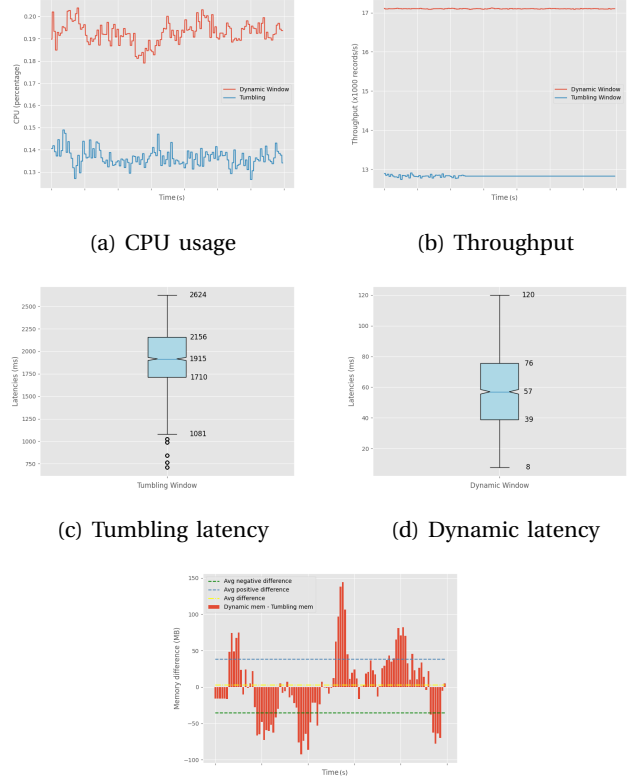 0.20
0.19
0.18
0.17
0.16
0.15
0.14
0.13
CPU (percentage)
Dynamic Window
Tumbling
Time(s)
17
16
15
14
13
Throughput (x1000 records/s)
Dynamic Window
Tumbling Window
Time(s)
(a) CPU usage
(b) Throughput
2500
2250
2000
1750
1500
1250
1000
750
Latencies (ms)
2624
2156
1915
1710
1081
Tumbling Window
120
100
80
60
40
20
Latencies (ms)
120
76
57
39
8
Dynamic Window
(c) Tumbling latency
(d) Dynamic latency
150
100
50
0
−50
−100
Memory difference (MB)
Avg negative difference
Avg positive difference
Avg difference
Dynamic mem - Tumbling mem
Time(s)